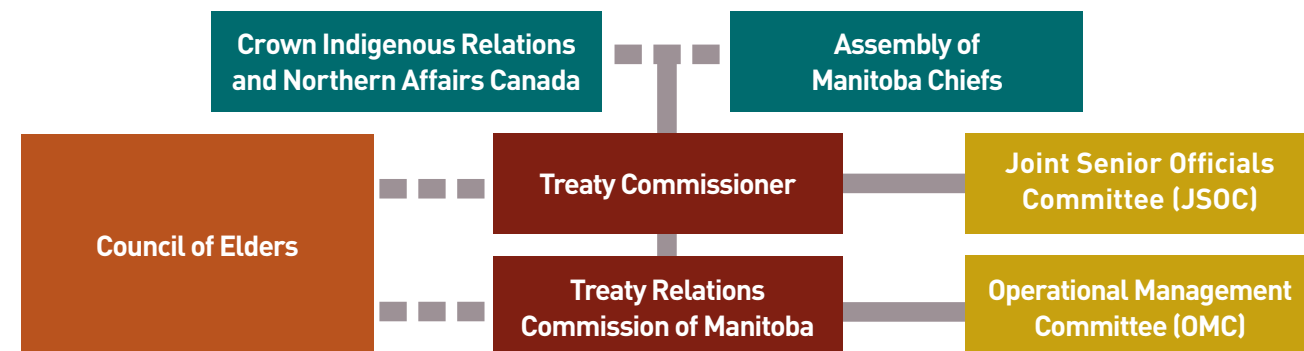 Crown Indigenous Relations
and Northern Affairs Canada
Assembly of
Manitoba Chiefs
Council of Elders
Treaty Commissioner
Joint Senior Officials
Committee (JSOC)
Treaty Relations
Commission of Manitoba
Operational Management
Committee (OMC)